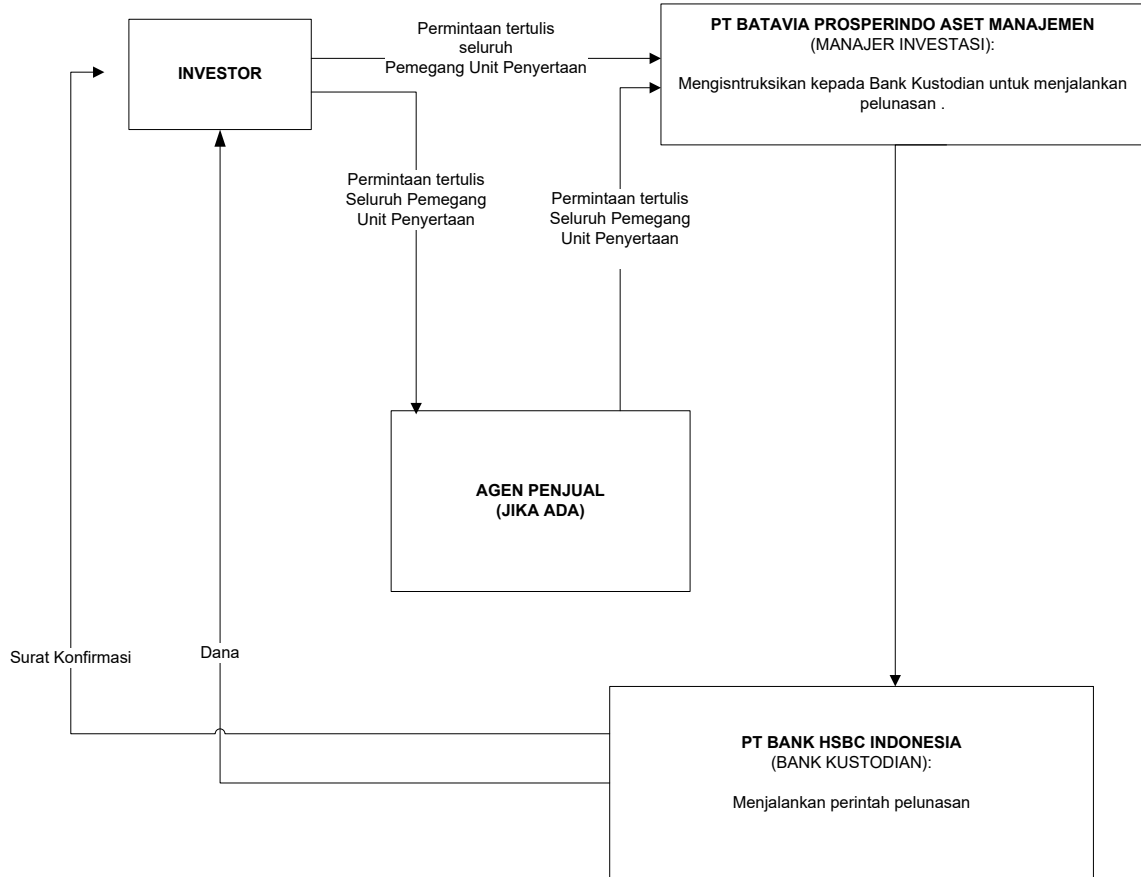 INVESTOR
Permintaan tertulis
seluruh
Pemegang Unit Penyertaan
PT BATAVIA PROSPERINDO ASET MANAJEMEN
(MANAJER INVESTASI):
Mengisntruksikan kepada Bank Kustodian untuk menjalankan
pelunasan .
Permintaan tertulis
Seluruh Pemegang
Unit Penyertaan
Permintaan tertulis
Seluruh Pemegang
Unit Penyertaan
AGEN PENJUAL
(JIKA ADA)
Surat Konfirmasi
Dana
PT BANK HSBC INDONESIA
(BANK KUSTODIAN):
Menjalankan perintah pelunasan